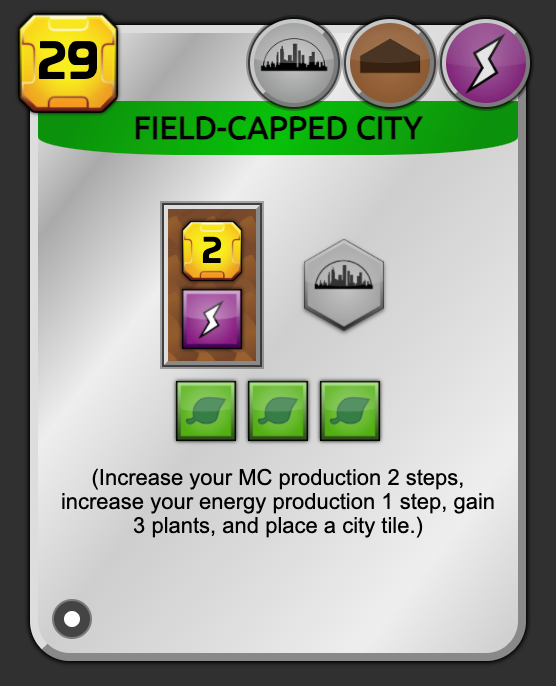 29
FIELD-CAPPED CITY
2
(Increase your MC production 2 steps,
increase your energy production 1 step, gain
3 plants, and place a city tile.)